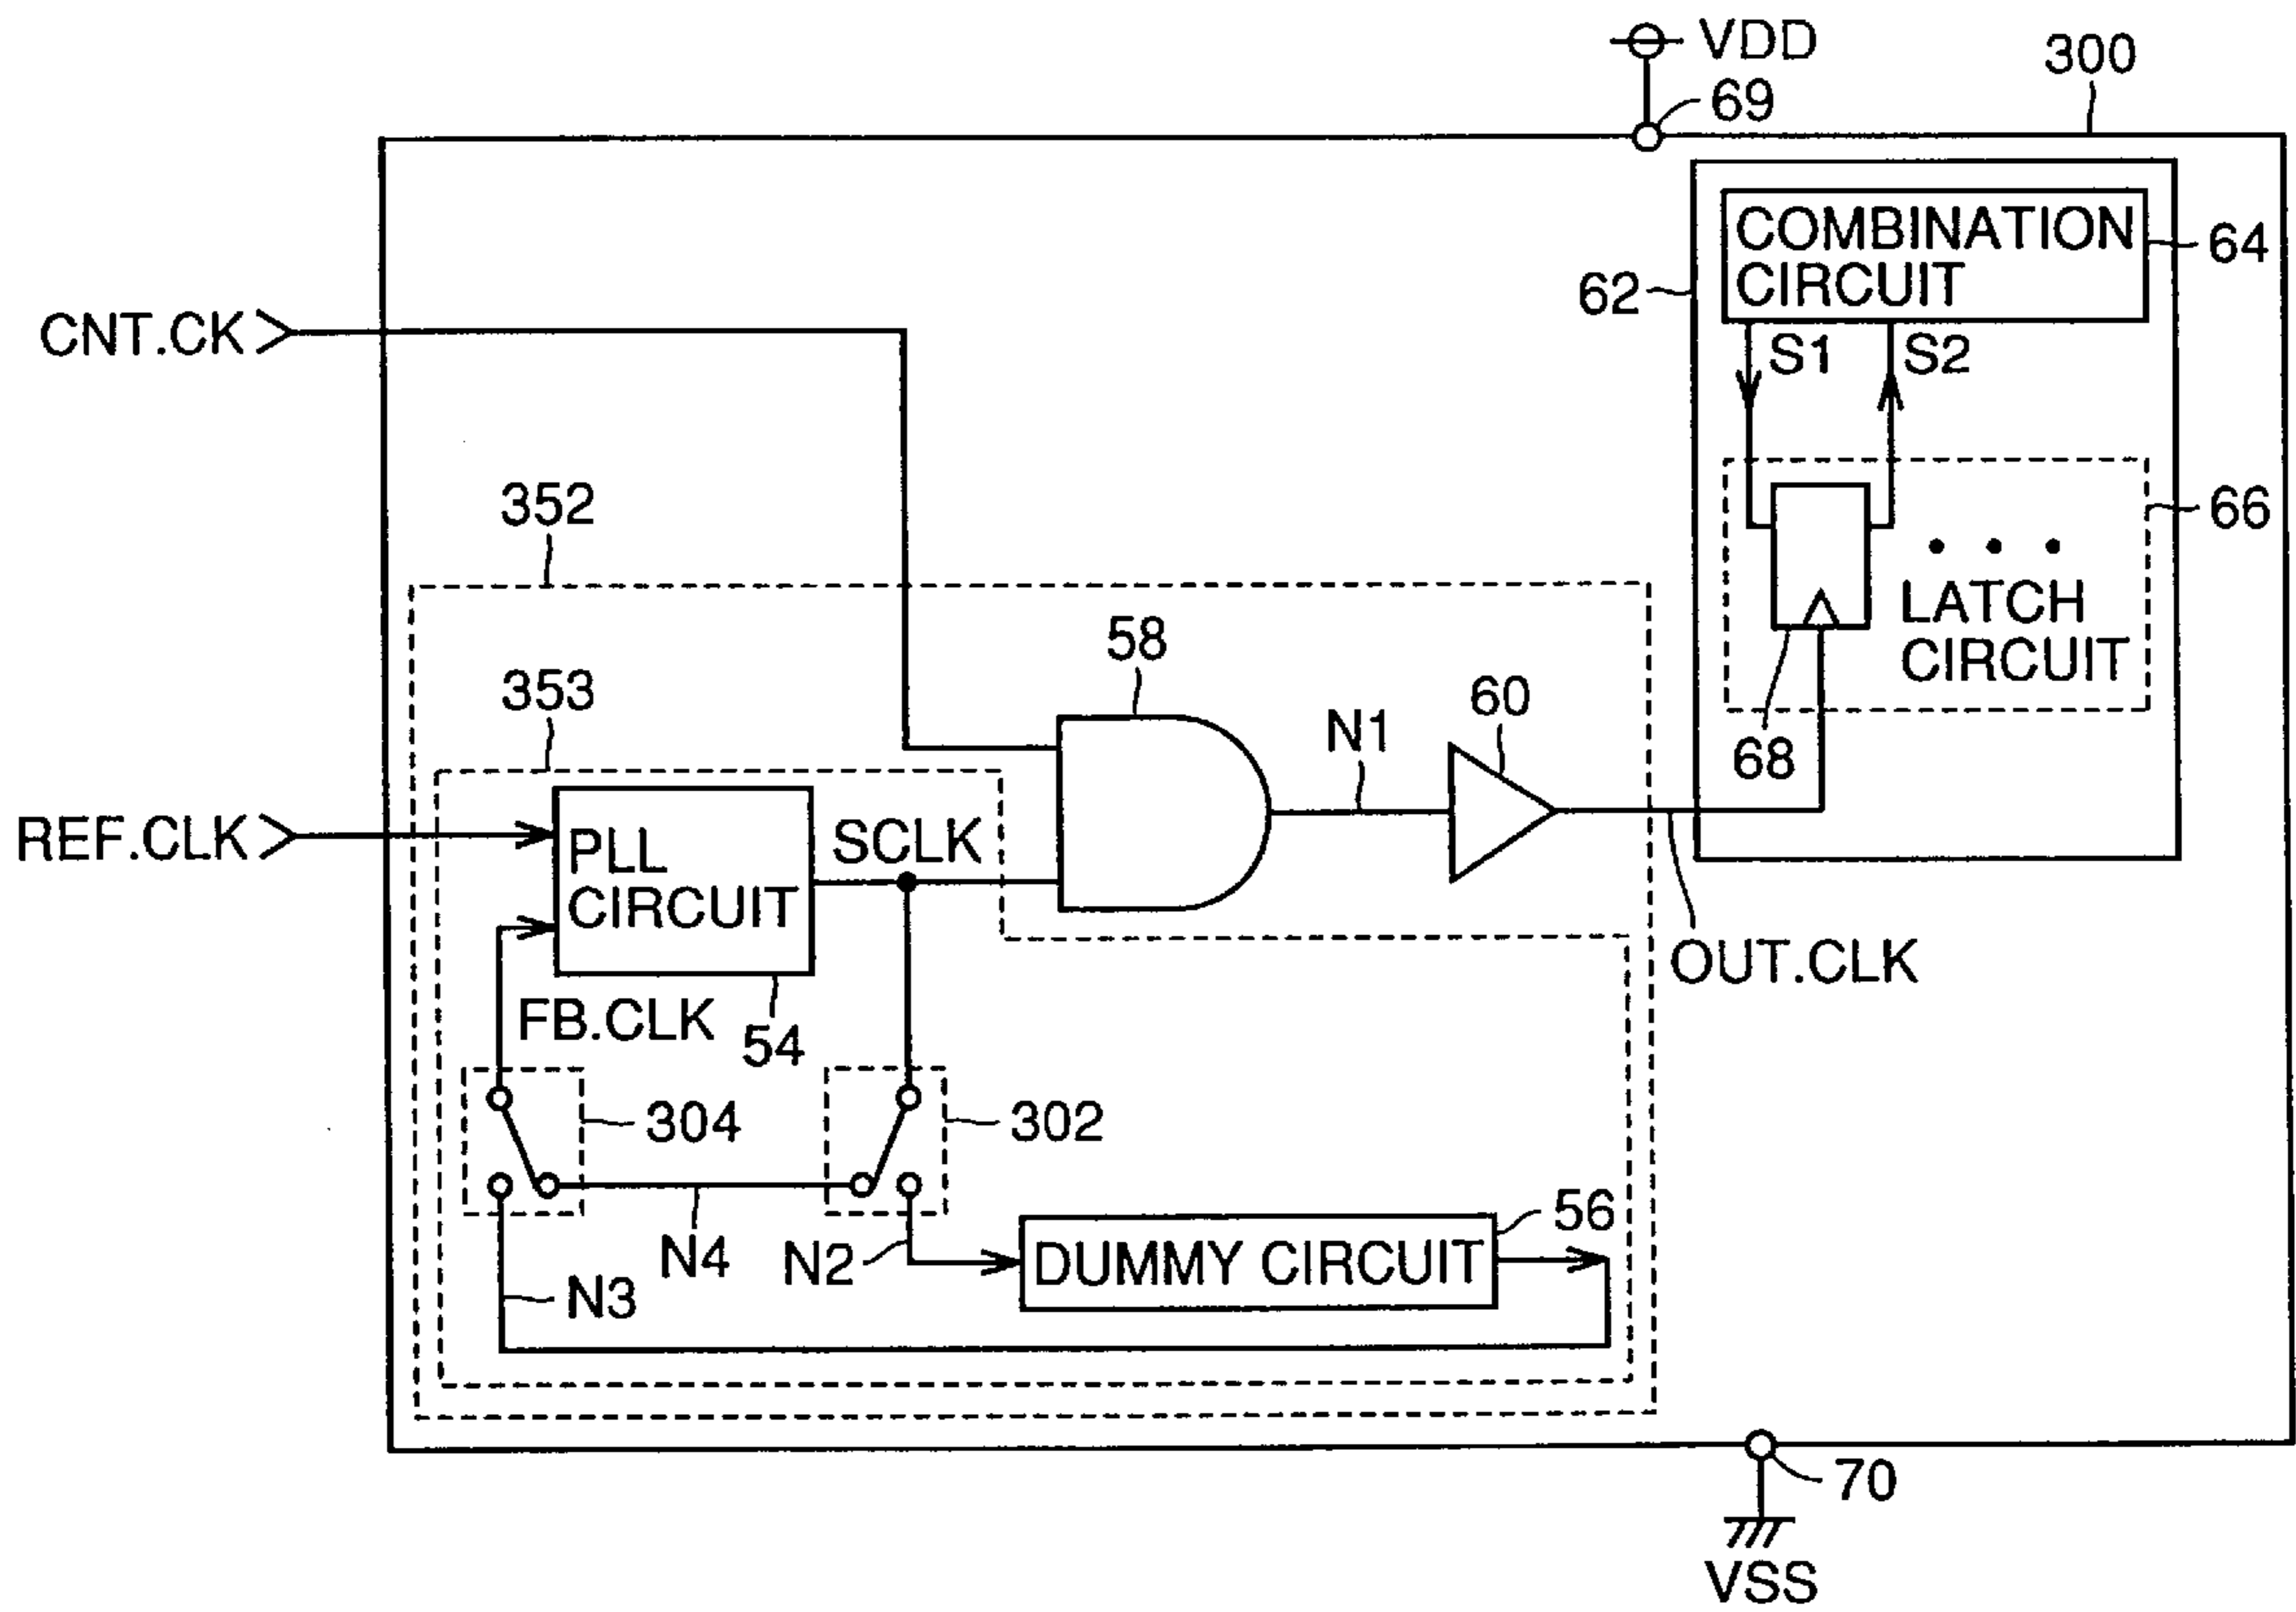 VDD
300
69
COMBINATION
CIRCUIT
64
62
CNT.CK
S1
S2
352
66
LATCH
CIRCUIT
58
353
60
N1
68
REF.CLK
PLL
CIRCUIT
SCLK
OUT.CLK
FB.CLK
54
304
302
56
N4
N2
DUMMY CIRCUIT
N3
70
VSS